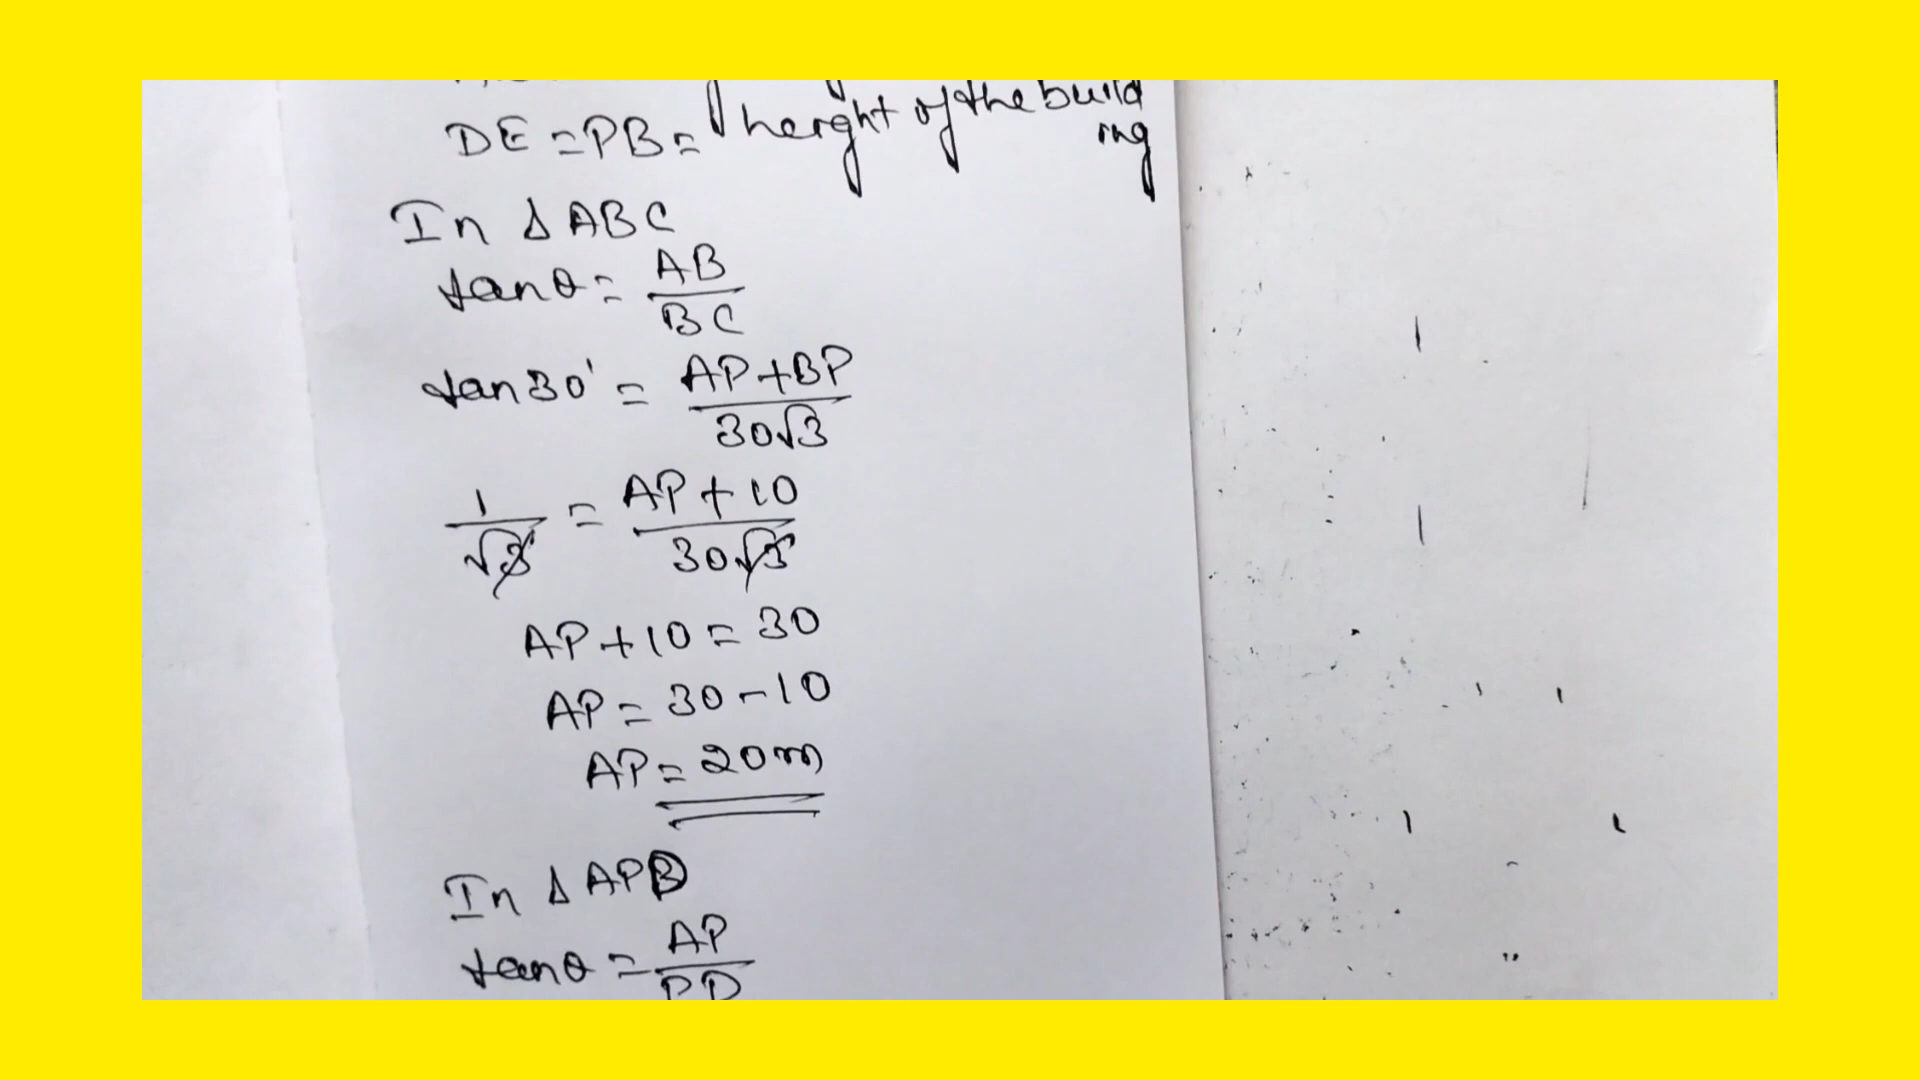 DE = PB = height of the build
ing
In Δ ABC
tanθ = AB/BC
tan30' = AP+BP/30√3
1/√3 = AP+10/30√3
AP+10 = 30
AP = 30-10
AP = 20m
In Δ APD
tanθ = AP/PD